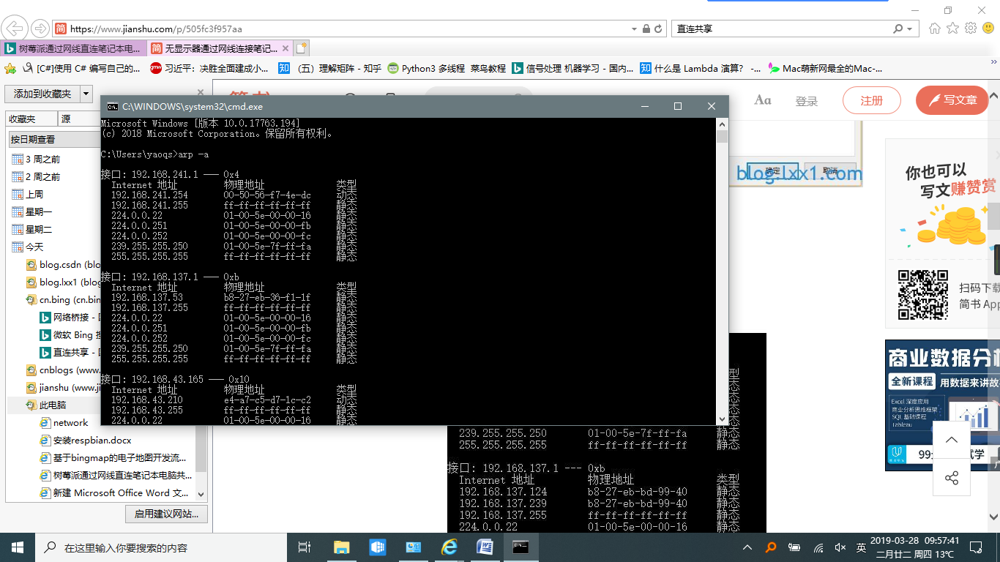 https://www.jianshu.com/p/505fc3f957aa
直连共享
树莓派通过网线直连笔记本电...
无显示器通过网线连接笔记...
[C#]使用 C# 编写自己的...
习近平：决胜全面建成小...
（五）理解矩阵 - 知乎
Python3 多线程 菜鸟教程
信号处理 机器学习 - 国内...
什么是 Lambda 演算？ -...
Mac萌新网最全的Mac-...
添加到收藏夹
收藏夹
源
按日期查看
3 周之前
2 周之前
上周
星期一
星期二
今天
blog.csdn (blo
blog.lxx1 (blog
cn.bing (cn.bin
网络桥接 -
微软 Bing 搜
直连共享 -
cnblogs (www.
jianshu (www.ji
此电脑
network
安装respbian.docx
基于bingmap的电子地图开发流...
树莓派通过网线直连笔记本电脑共...
新建 Microsoft Office Word 文...
启用建议网站...
C:\WINDOWS\system32\cmd.exe
Microsoft Windows [版本 10.0.17763.194]
(c) 2018 Microsoft Corporation。保留所有权利。
C:\Users\yaoqs>arp -a
接口: 192.168.241.1 --- 0x4
Internet 地址 物理地址 类型
192.168.241.254 00-50-56-f7-4e-dc 动态
192.168.241.255 ff-ff-ff-ff-ff-ff 静态
224.0.0.22 01-00-5e-00-00-16 静态
224.0.0.251 01-00-5e-00-00-fb 静态
224.0.0.252 01-00-5e-00-00-fc 静态
239.255.255.250 01-00-5e-7f-ff-fa 静态
255.255.255.255 ff-ff-ff-ff-ff-ff 静态
接口: 192.168.137.1 --- 0xb
Internet 地址 物理地址 类型
192.168.137.53 b8-27-eb-36-f1-1f 静态
192.168.137.255 ff-ff-ff-ff-ff-ff 静态
224.0.0.22 01-00-5e-00-00-16 静态
224.0.0.251 01-00-5e-00-00-fb 静态
224.0.0.252 01-00-5e-00-00-fc 静态
239.255.255.250 01-00-5e-7f-ff-fa 静态
255.255.255.255 ff-ff-ff-ff-ff-ff 静态
接口: 192.168.43.165 --- 0x10
Internet 地址 物理地址 类型
192.168.43.210 e4-a7-c5-d7-1c-c2 动态
192.168.43.255 ff-ff-ff-ff-ff-ff 静态
224.0.0.22 01-00-5e-00-00-16 静态
Aa
登录
注册
写文章
确定
取消
blog.lxx1.com
239.255.255.250 01-00-5e-7f-ff-fa 静态
255.255.255.255 ff-ff-ff-ff-ff-ff 静态
接口: 192.168.137.1 --- 0xb
Internet 地址 物理地址 类型
192.168.137.124 b8-27-eb-bd-99-40 静态
192.168.137.239 b8-27-eb-bd-99-40 静态
192.168.137.255 ff-ff-ff-ff-ff-ff 静态
224.0.0.22 01-00-5e-00-00-16 静态
你也可以
写文赚赞赏
扫码下载
简书 App
商业数据分析
全新课程
用数据来讲故
Excel 深度应用
商业分析思维框架
SQL 基础课程
Tableau
99
试学
在这里输入你要搜索的内容
英
2019-03-28 09:57:41
二月廿二 周四 13℃